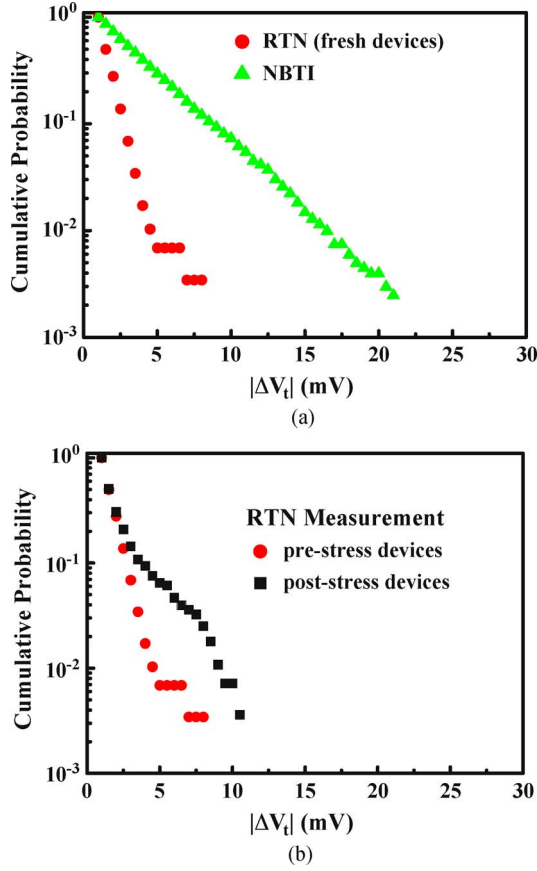 10^0
10^-1
10^-2
10^-3
Cumulative Probability
RTN (fresh devices)
NBTI
0 5 10 15 20 25 30
|ΔV_t| (mV)
(a)
10^0
10^-1
10^-2
10^-3
Cumulative Probability
RTN Measurement
pre-stress devices
post-stress devices
0 5 10 15 20 25 30
|ΔV_t| (mV)
(b)